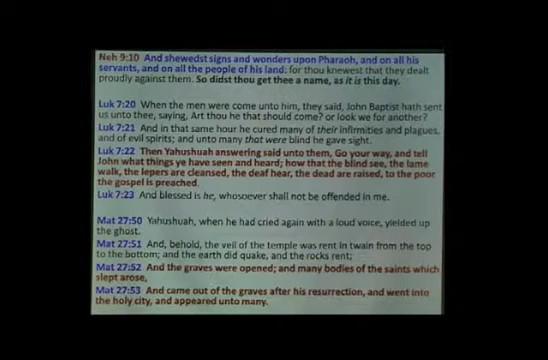 Neh 9:10 And shewedst signs and wonders upon Pharaoh, and on all his
servants, and on all the people of his land: for thou knewest that they dealt
proudly against them. So didst thou get thee a name, as it is this day.
Luk 7:20 When the men were come unto him, they said, John Baptist hath sent
us unto thee, saying, Art thou he that should come? or look we for another?
Luk 7:21 And in that same hour he cured many of their infirmities and plagues,
and of evil spirits; and unto many that were blind he gave sight.
Luk 7:22 Then Yahushuah answering said unto them, Go your way, and tell
John what things ye have seen and heard; how that the blind see, the lame
walk, the lepers are cleansed, the deaf hear, the dead are raised, to the poor
the gospel is preached.
Luk 7:23 And blessed is he, whosoever shall not be offended in me.
Mat 27:50 Yahushuah, when he had cried again with a loud voice, yielded up
the ghost.
Mat 27:51 And, behold, the veil of the temple was rent in twain from the top
to the bottom; and the earth did quake, and the rocks rent;
Mat 27:52 And the graves were opened; and many bodies of the saints which
slept arose,
Mat 27:53 And came out of the graves after his resurrection, and went into
the holy city, and appeared unto many.